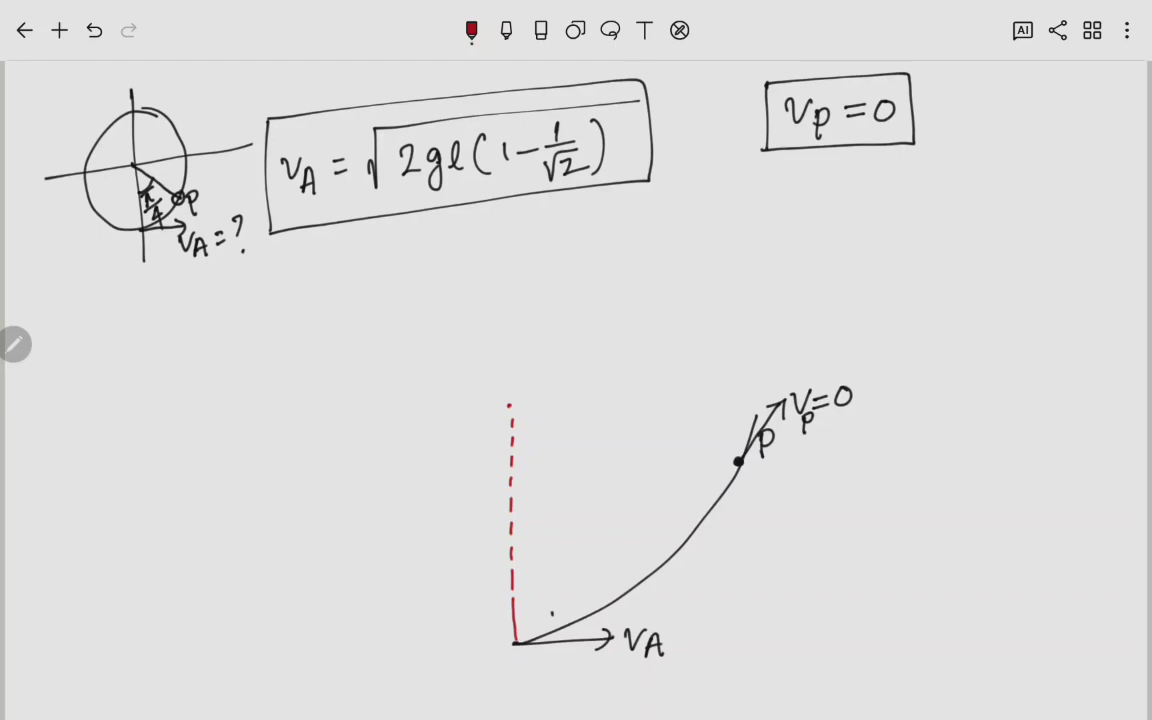 v_A = √(2gl(1 - 1/√2))
v_P = 0
π/4
P
v_A = ?
v_P = 0
P
v_A
T
AI